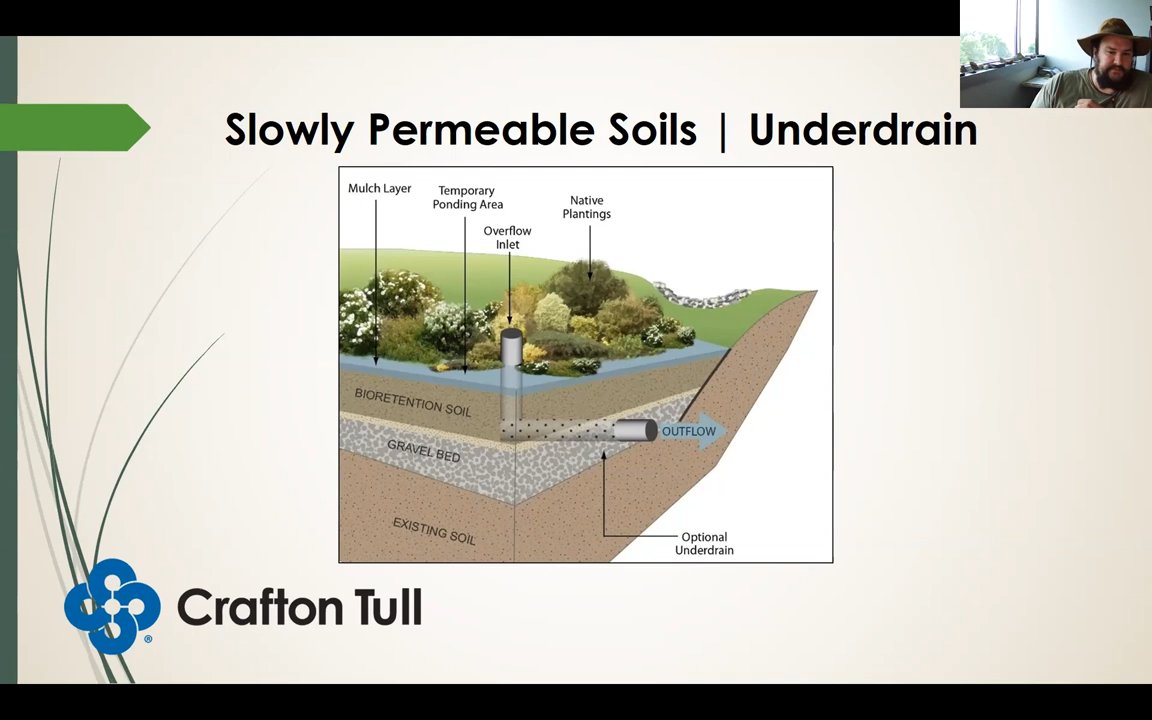 Slowly Permeable Soils | Underdrain
Mulch Layer
Temporary
Ponding Area
Overflow
Inlet
Native
Plantings
BIORETENTION SOIL
GRAVEL BED
EXISTING SOIL
OUTFLOW
Optional
Underdrain
Crafton Tull
®